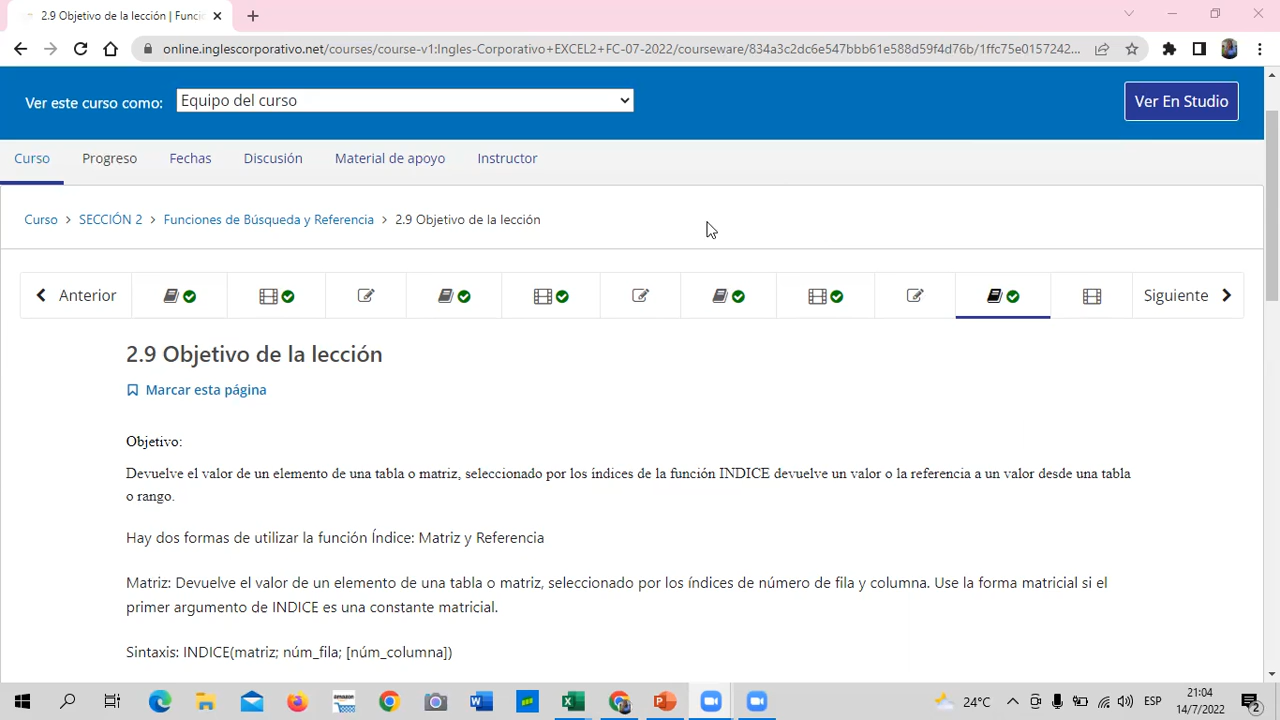 2.9 Objetivo de la lección | Funci
online.inglescorporativo.net/courses/course-v1:Ingles-Corporativo+EXCEL2+FC-07-2022/courseware/834a3c2dc6e547bbb61e588d59f4d76b/1ffc75e0157242...
Ver este curso como:
Equipo del curso
Ver En Studio
Curso
Progreso
Fechas
Discusión
Material de apoyo
Instructor
Curso > SECCIÓN 2 > Funciones de Búsqueda y Referencia > 2.9 Objetivo de la lección
Anterior
Siguiente
2.9 Objetivo de la lección
Marcar esta página
Objetivo:
Devuelve el valor de un elemento de una tabla o matriz, seleccionado por los índices de la función INDICE devuelve un valor o la referencia a un valor desde una tabla
o rango.
Hay dos formas de utilizar la función Índice: Matriz y Referencia
Matriz: Devuelve el valor de un elemento de una tabla o matriz, seleccionado por los índices de número de fila y columna. Use la forma matricial si el
primer argumento de INDICE es una constante matricial.
Sintaxis: INDICE(matriz; núm_fila; [núm_columna])
24°C
ESP
21:04
14/7/2022
2